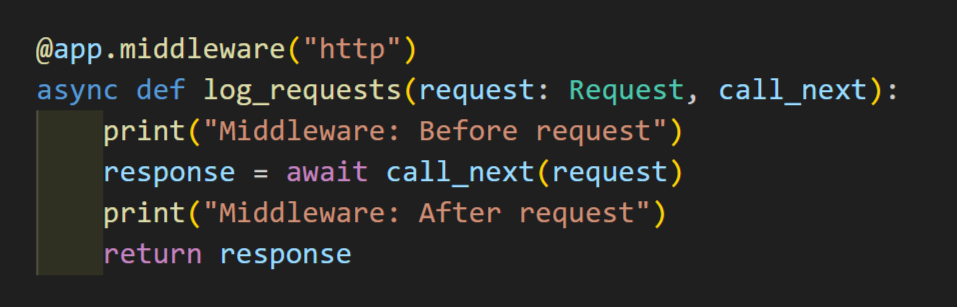 @app.middleware("http")
async def log_requests(request: Request, call_next):
    print("Middleware: Before request")
    response = await call_next(request)
    print("Middleware: After request")
    return response